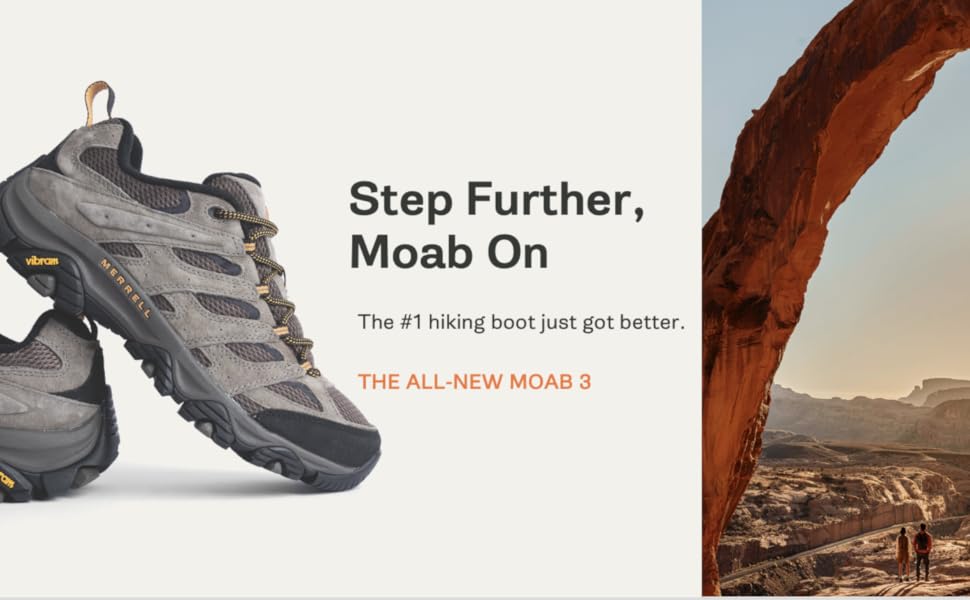 Step Further,
Moab On
The #1 hiking boot just got better.
THE ALL-NEW MOAB 3
vibram
MERRELL